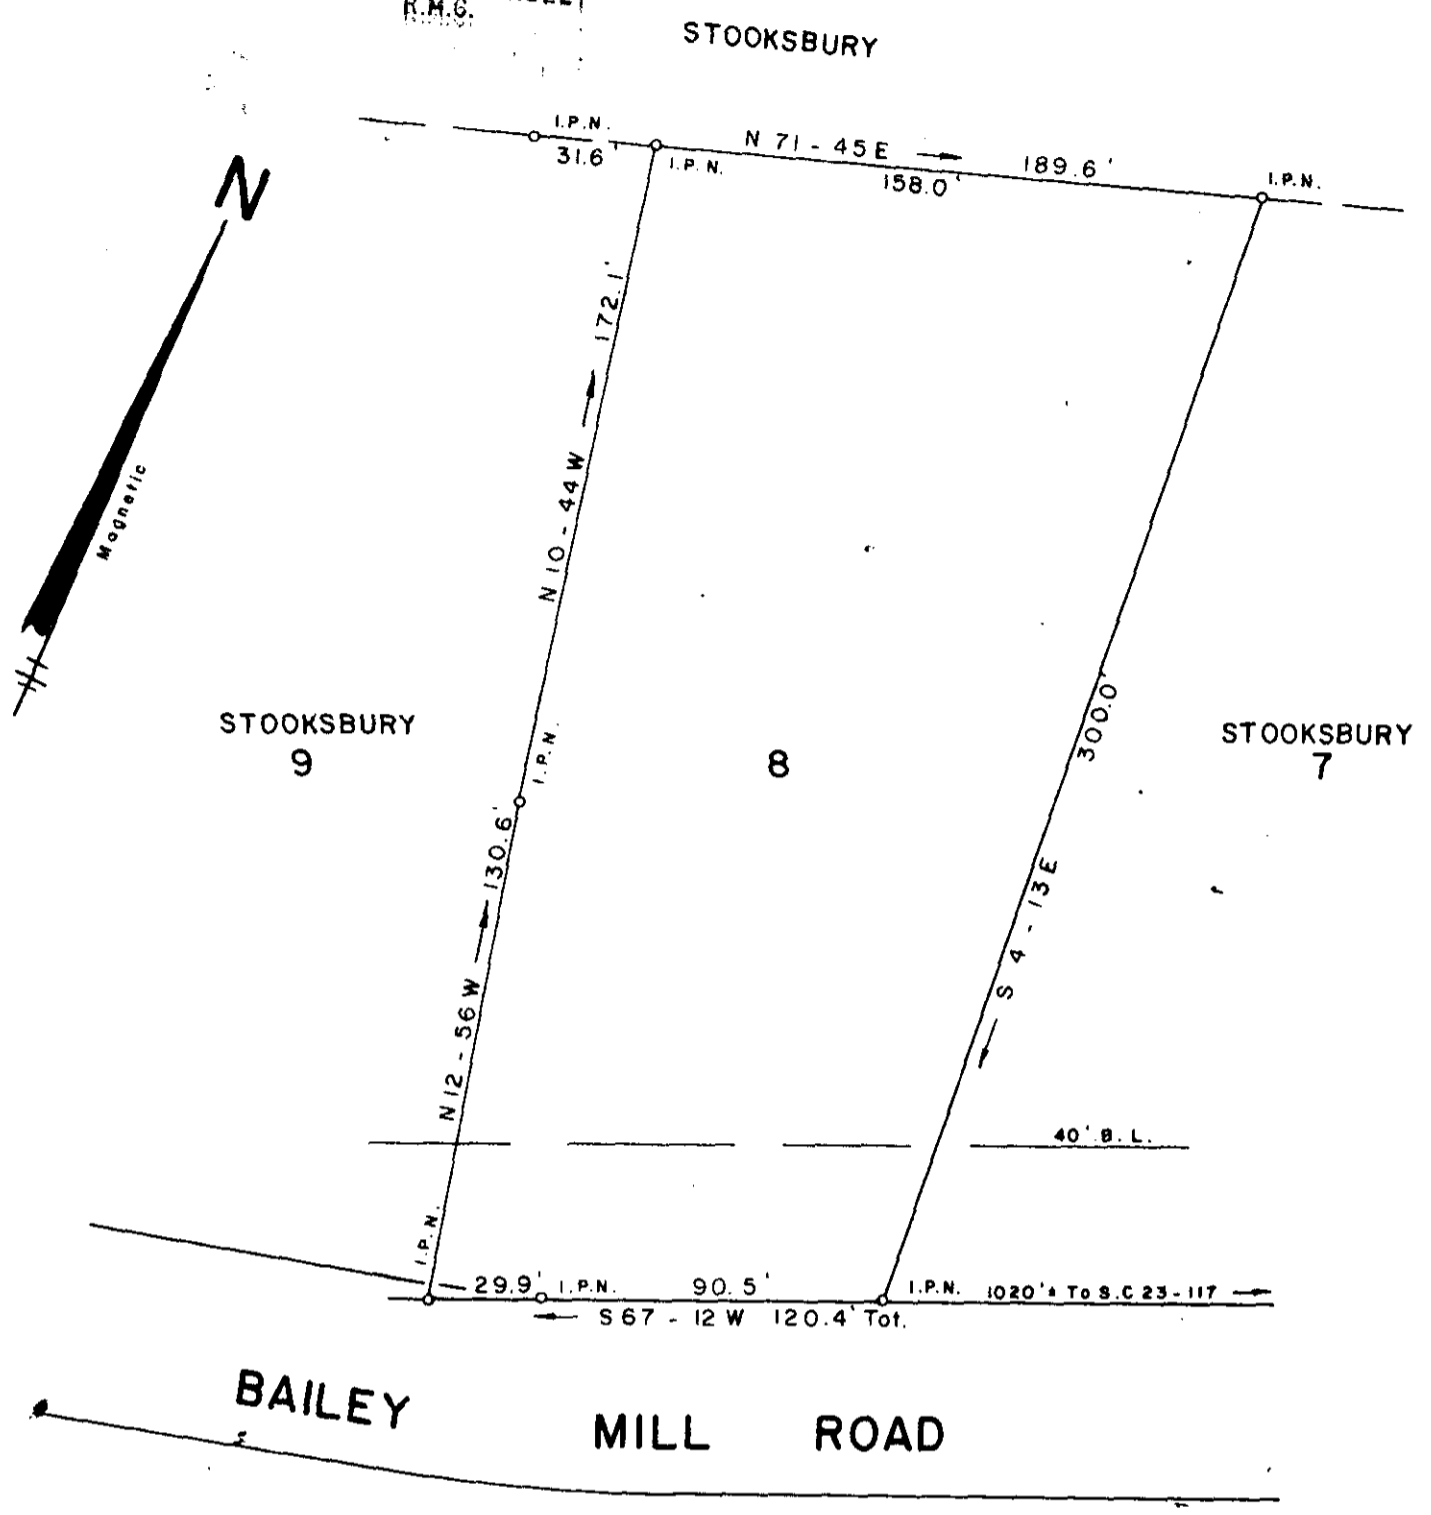 R.M.G.
STOOKSBURY
I.P.N.
31.6'
I.P.N.
N 71 - 45 E
189.6'
158.0'
I.P.N.
N
Magnetic
172.1'
N 10 - 44 W
I.P.N.
STOOKSBURY
9
8
300.0'
STOOKSBURY
7
130.6'
N 12 - 56 W
S 4 - 13 E
40' B.L.
I.P.N.
29.9'
I.P.N.
90.5'
I.P.N.
1020'± To S.C 23-117
S 67 - 12 W 120.4' Tot.
BAILEY MILL ROAD